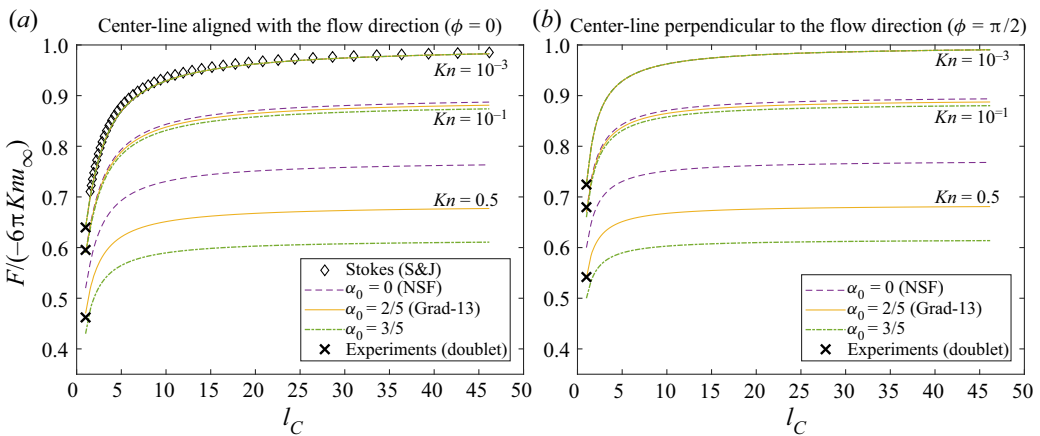 (a) Center-line aligned with the flow direction (ϕ = 0)
1.0
0.9
0.8
0.7
0.6
0.5
0.4
F/(−6πKnu∞)
Kn = 10⁻³
Kn = 10⁻¹
Kn = 0.5
Stokes (S&J)
α₀ = 0 (NSF)
α₀ = 2/5 (Grad-13)
α₀ = 3/5
Experiments (doublet)
0 5 10 15 20 25 30 35 40 45 50
l_C
(b) Center-line perpendicular to the flow direction (ϕ = π/2)
1.0
0.9
0.8
0.7
0.6
0.5
0.4
Kn = 10⁻³
Kn = 10⁻¹
Kn = 0.5
α₀ = 0 (NSF)
α₀ = 2/5 (Grad-13)
α₀ = 3/5
Experiments (doublet)
0 5 10 15 20 25 30 35 40 45 50
l_C